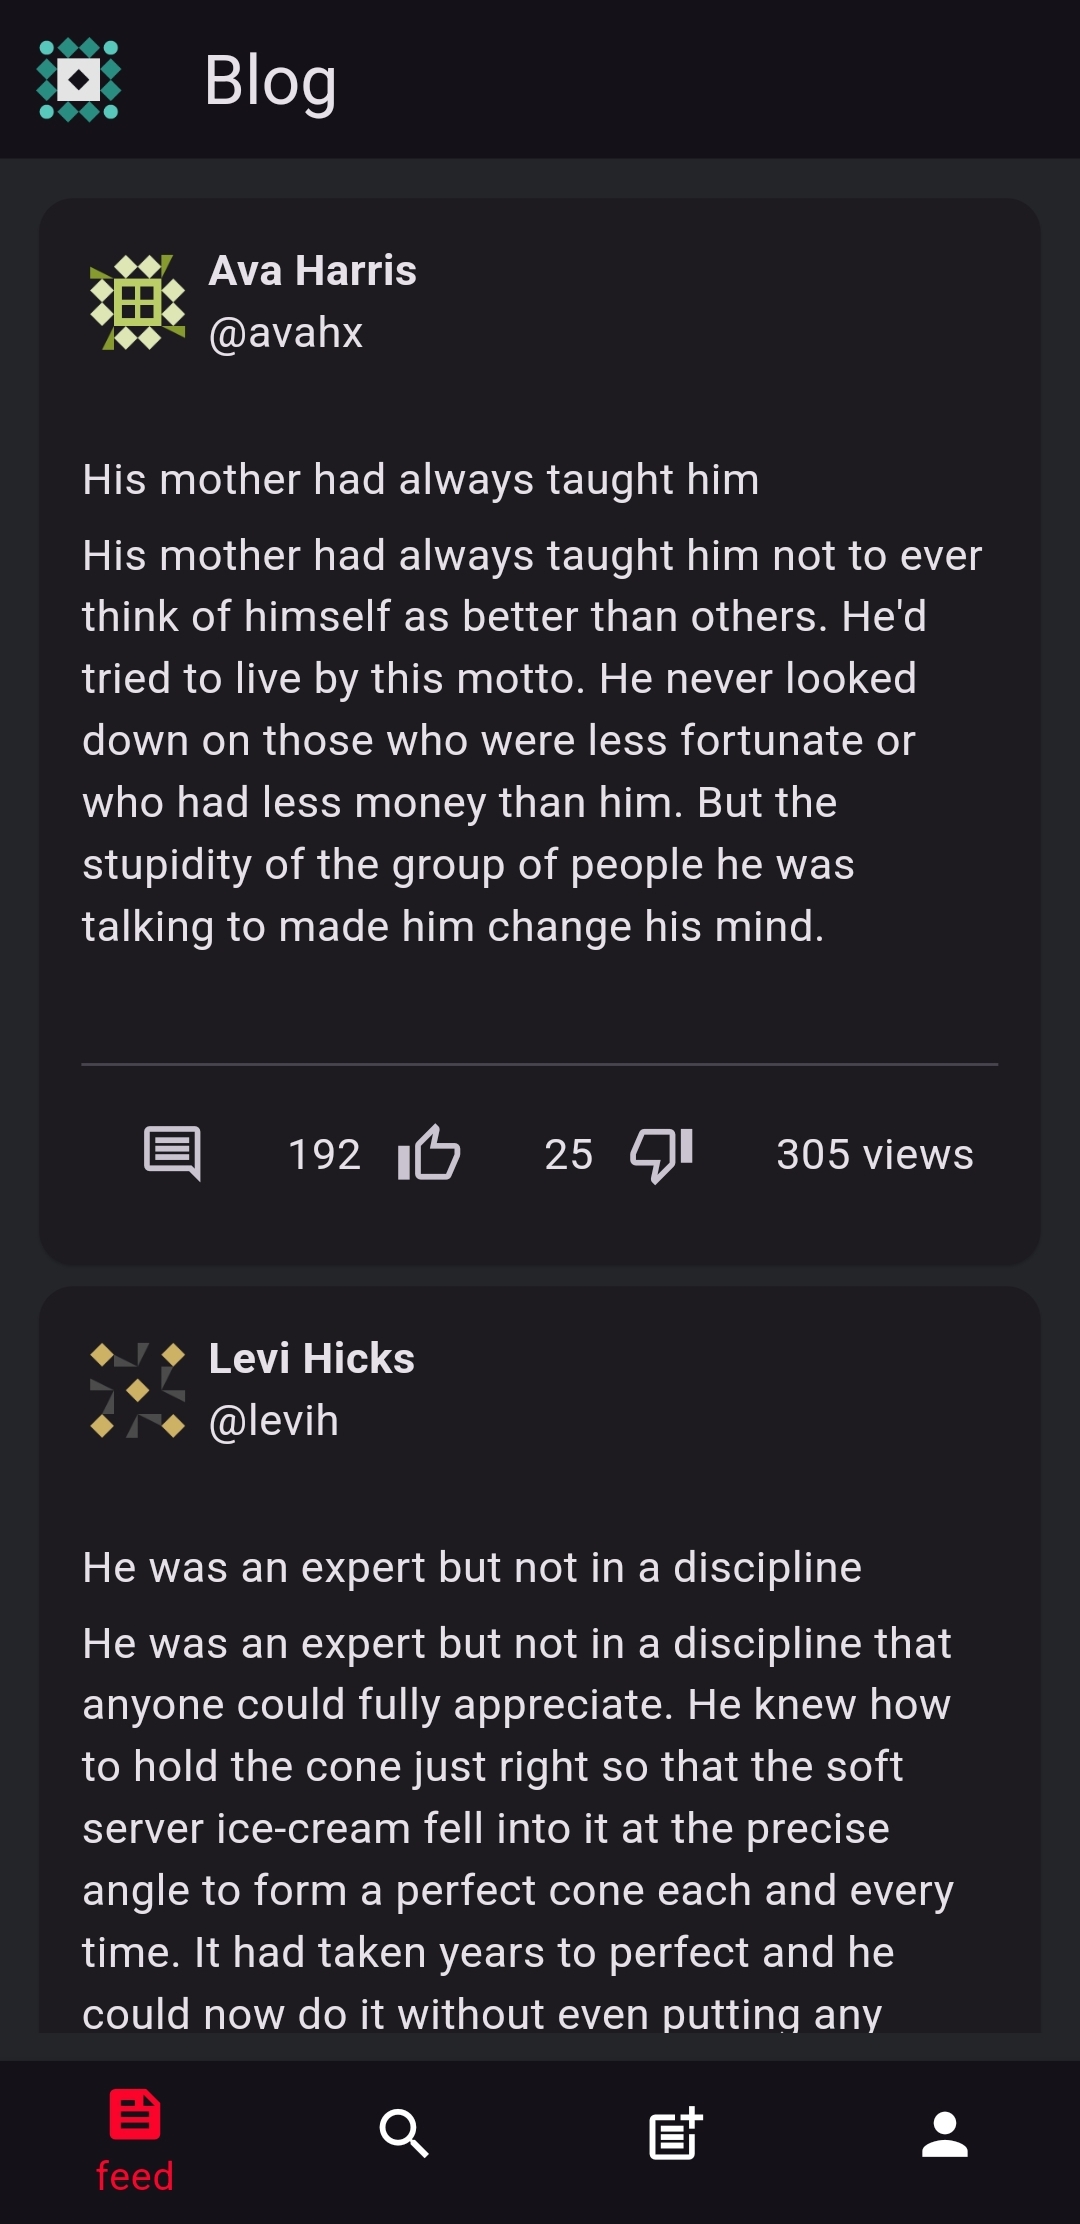 Blog
Ava Harris
@avahx
His mother had always taught him
His mother had always taught him not to ever
think of himself as better than others. He'd
tried to live by this motto. He never looked
down on those who were less fortunate or
who had less money than him. But the
stupidity of the group of people he was
talking to made him change his mind.
192 25 305 views
Levi Hicks
@levih
He was an expert but not in a discipline
He was an expert but not in a discipline that
anyone could fully appreciate. He knew how
to hold the cone just right so that the soft
server ice-cream fell into it at the precise
angle to form a perfect cone each and every
time. It had taken years to perfect and he
could now do it without even putting any
feed